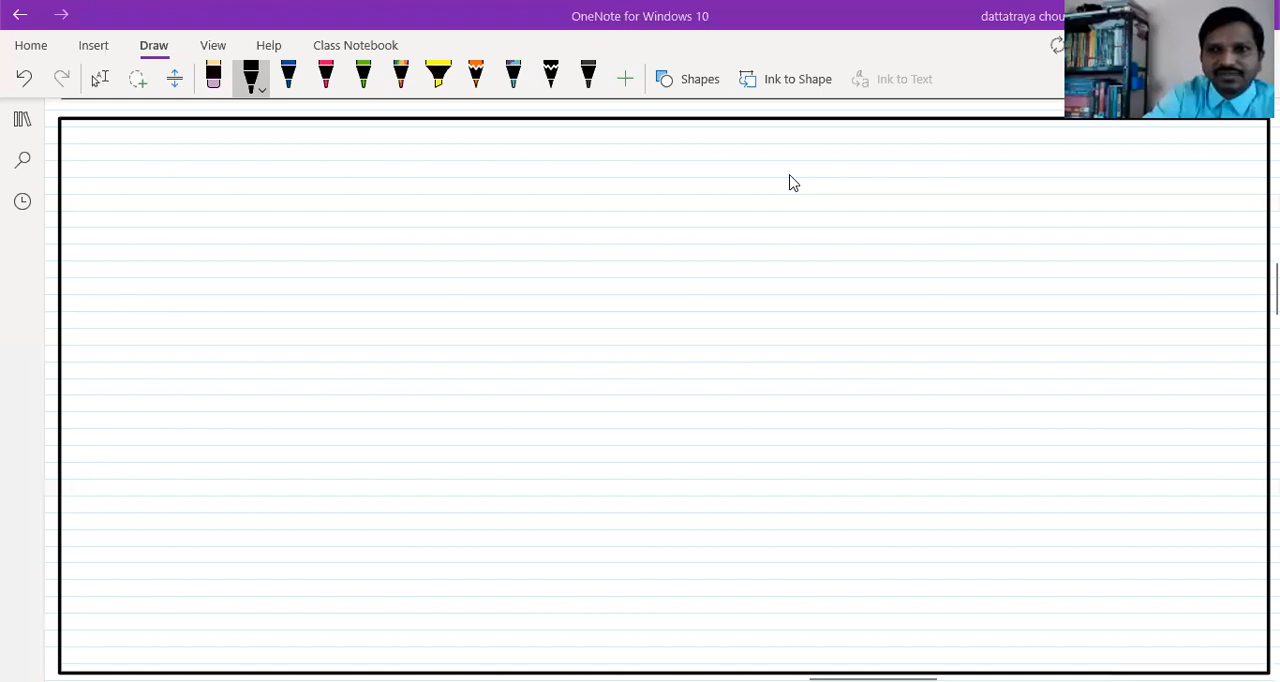 OneNote for Windows 10
dattatraya chou
Home Insert Draw View Help Class Notebook
Shapes Ink to Shape Ink to Text